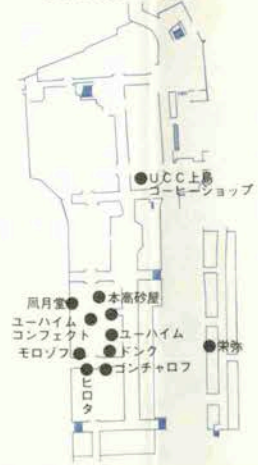 UCC上島
コーヒーショップ
凮月堂
本高砂屋
ユーハイム
コンフェクト
ユーハイム
モロゾフ
ドンク
ゴンチャロフ
ヒロタ
栄弥